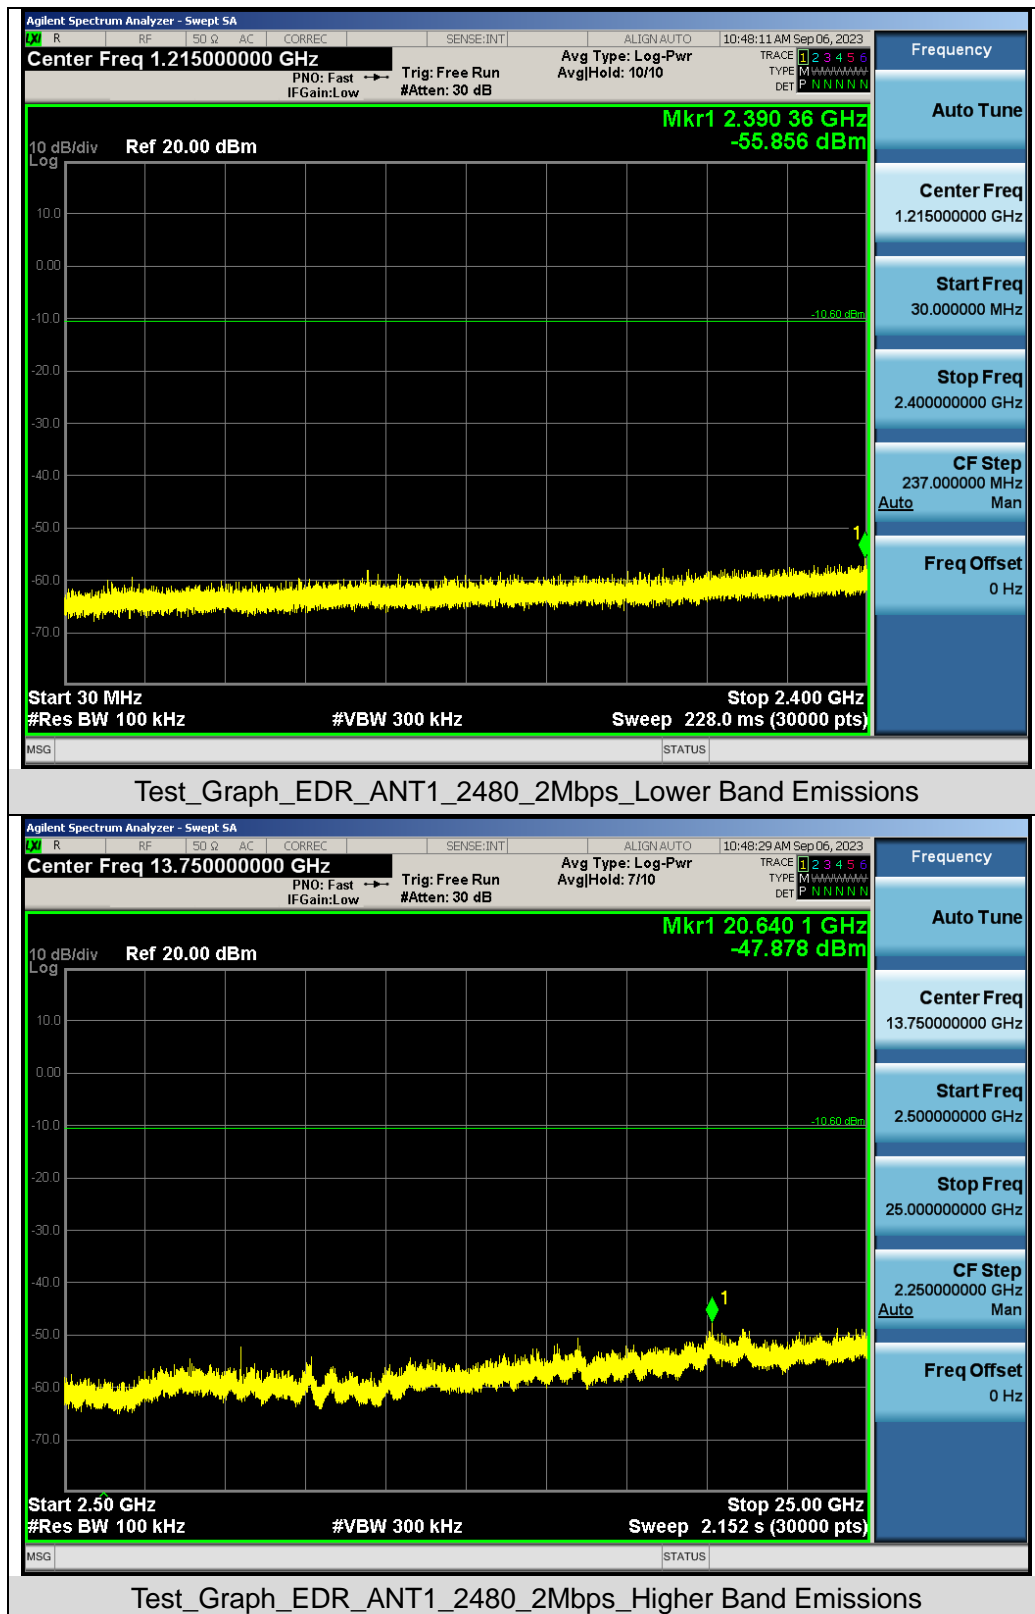 Agilent Spectrum Analyzer - Swept SA
LXI R RF 50 Ω AC CORREC SENSE:INT ALIGN AUTO 10:48:11 AM Sep 06, 2023
Center Freq 1.215000000 GHz
PNO: Fast
IFGain:Low
Trig: Free Run
#Atten: 30 dB
Avg Type: Log-Pwr
Avg|Hold: 10/10
TRACE 1 2 3 4 5 6
TYPE M
DET P N N N N N
Mkr1 2.390 36 GHz
-55.856 dBm
10 dB/div Ref 20.00 dBm
Log
10.0
0.00
-10.0
-10.60 dBm
-20.0
-30.0
-40.0
-50.0
1
-60.0
-70.0
Start 30 MHz Stop 2.400 GHz
#Res BW 100 kHz #VBW 300 kHz Sweep 228.0 ms (30000 pts)
MSG STATUS
Frequency
Auto Tune
Center Freq
1.215000000 GHz
Start Freq
30.000000 MHz
Stop Freq
2.400000000 GHz
CF Step
237.000000 MHz
Auto Man
Freq Offset
0 Hz
Test_Graph_EDR_ANT1_2480_2Mbps_Lower Band Emissions
Agilent Spectrum Analyzer - Swept SA
LXI R RF 50 Ω AC CORREC SENSE:INT ALIGN AUTO 10:48:29 AM Sep 06, 2023
Center Freq 13.750000000 GHz
PNO: Fast
IFGain:Low
Trig: Free Run
#Atten: 30 dB
Avg Type: Log-Pwr
Avg|Hold: 7/10
TRACE 1 2 3 4 5 6
TYPE M
DET P N N N N N
Mkr1 20.640 1 GHz
-47.878 dBm
10 dB/div Ref 20.00 dBm
Log
10.0
0.00
-10.0
-10.60 dBm
-20.0
-30.0
-40.0
1
-50.0
-60.0
-70.0
Start 2.50 GHz Stop 25.00 GHz
#Res BW 100 kHz #VBW 300 kHz Sweep 2.152 s (30000 pts)
MSG STATUS
Frequency
Auto Tune
Center Freq
13.750000000 GHz
Start Freq
2.500000000 GHz
Stop Freq
25.000000000 GHz
CF Step
2.250000000 GHz
Auto Man
Freq Offset
0 Hz
Test_Graph_EDR_ANT1_2480_2Mbps_Higher Band Emissions